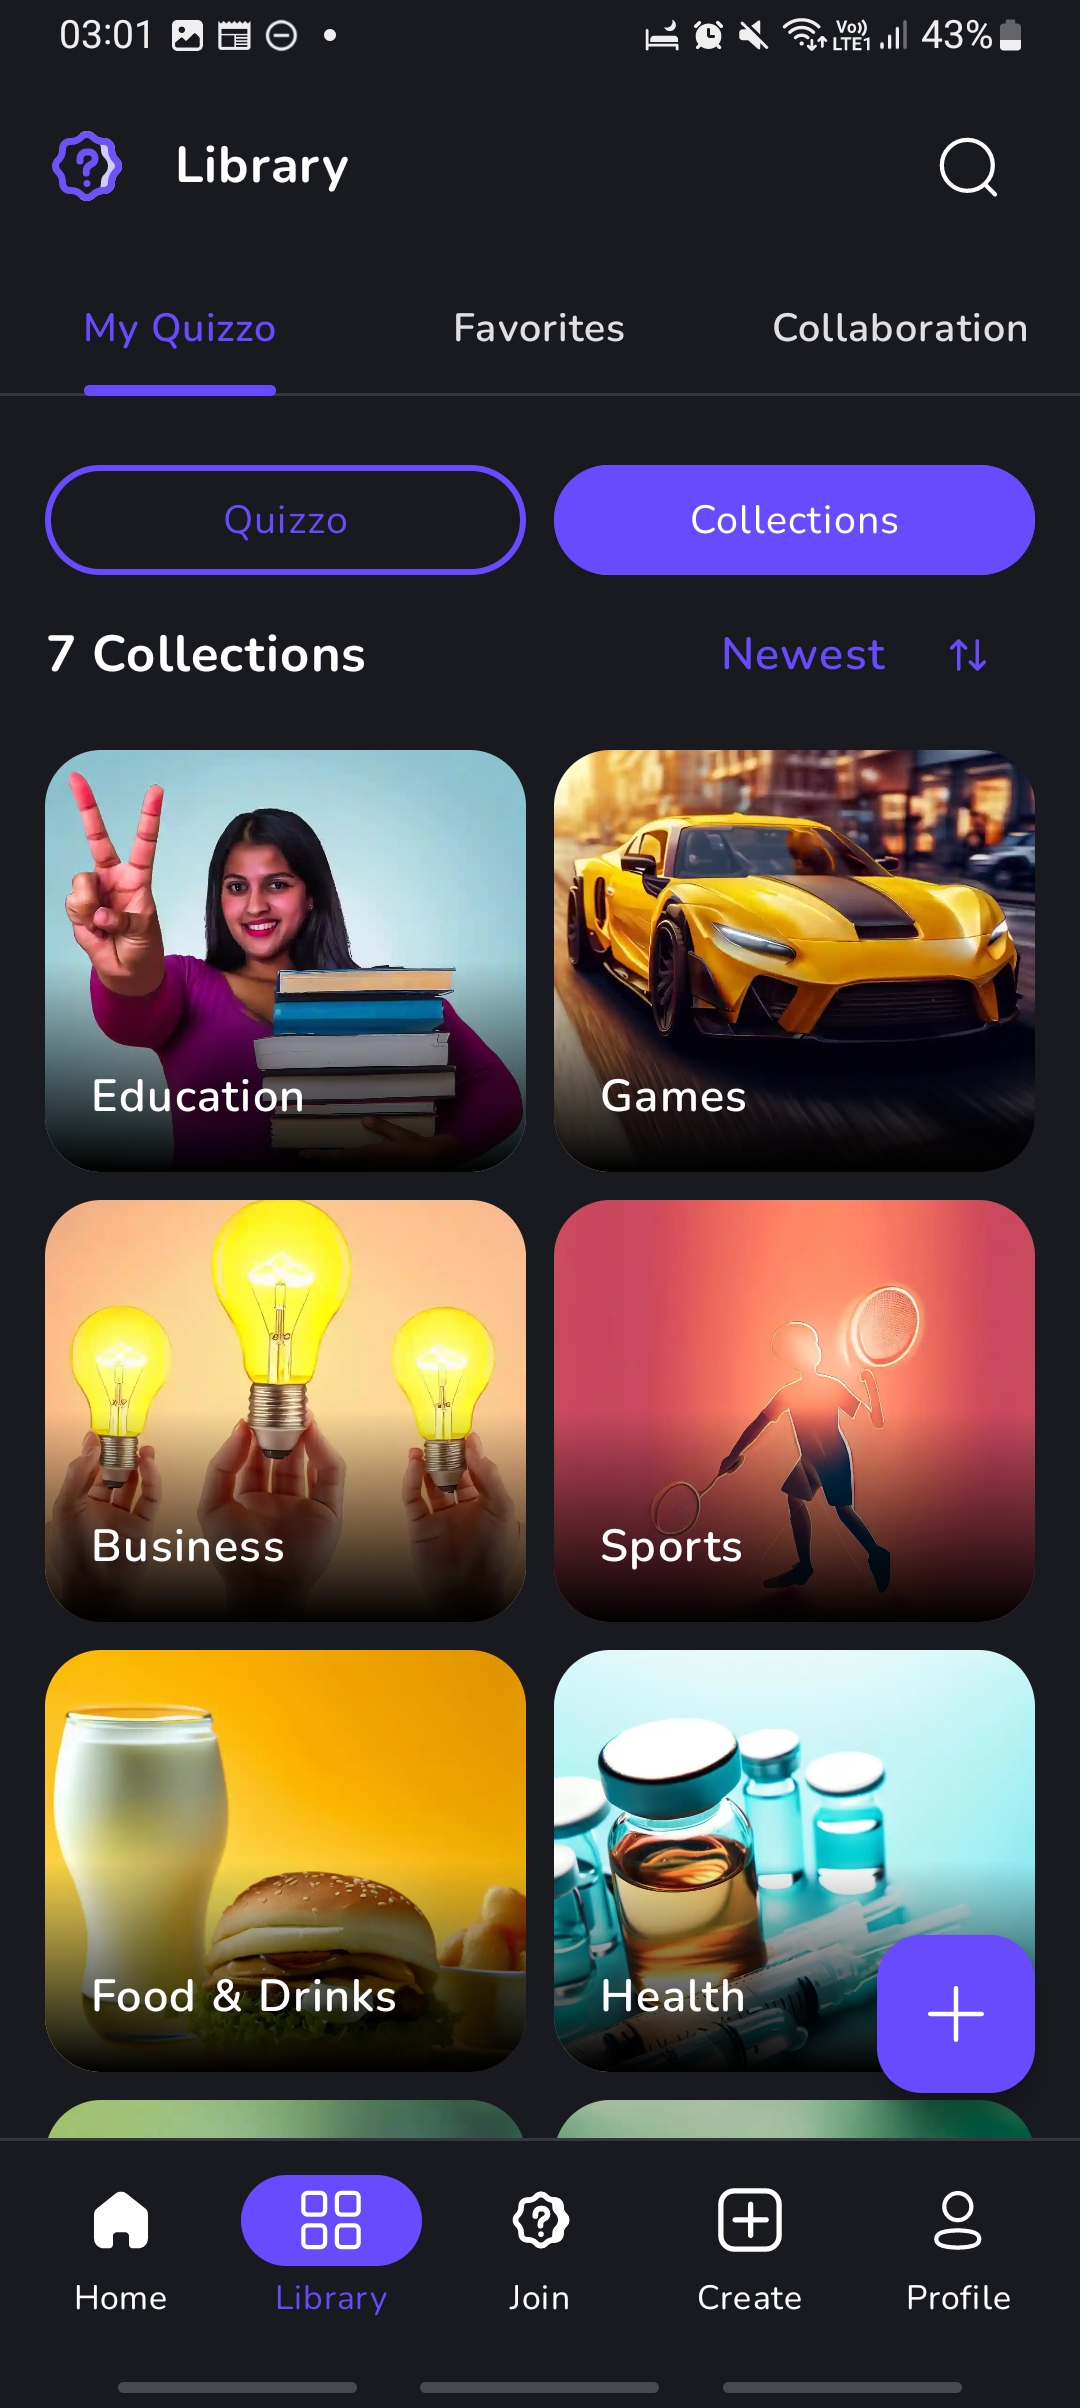 03:01
Vo)) LTE1 43%
Library
My Quizzo Favorites Collaboration
Quizzo Collections
7 Collections Newest
Education Games
Business Sports
Food & Drinks Health
Home Library Join Create Profile